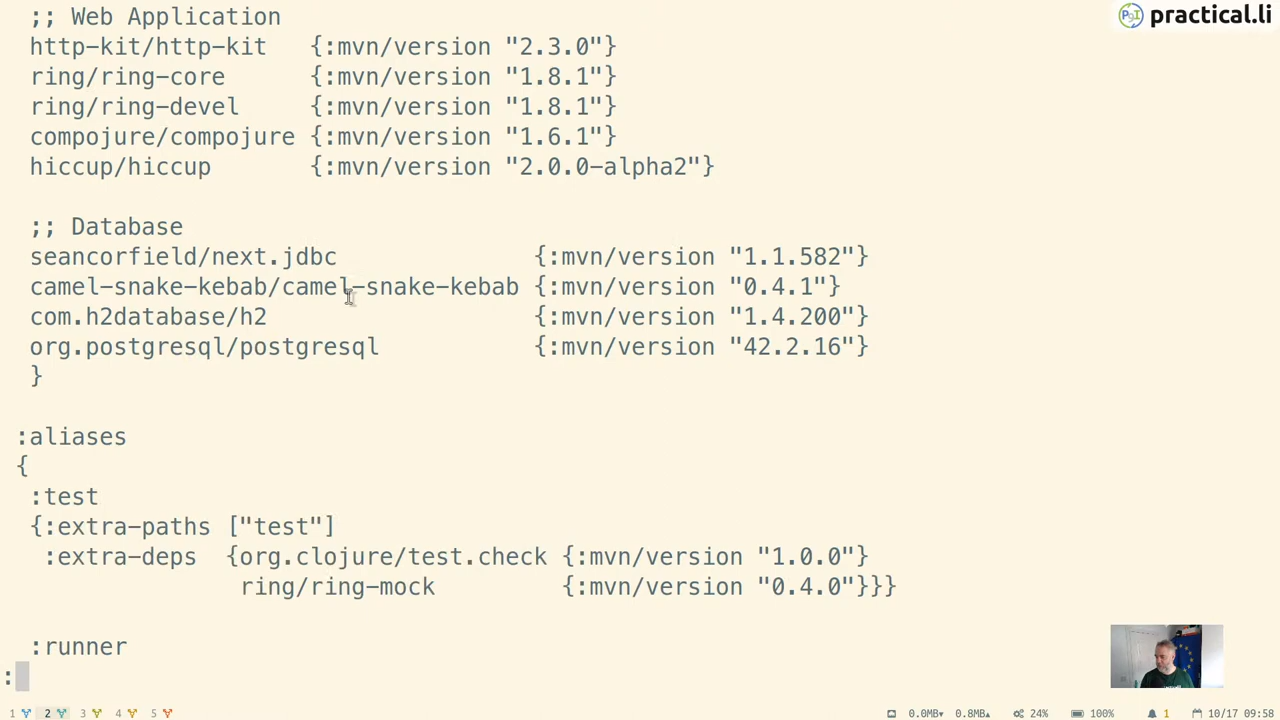 ;; Web Application
practical.li
http-kit/http-kit {:mvn/version "2.3.0"}
ring/ring-core {:mvn/version "1.8.1"}
ring/ring-devel {:mvn/version "1.8.1"}
compojure/compojure {:mvn/version "1.6.1"}
hiccup/hiccup {:mvn/version "2.0.0-alpha2"}
;; Database
seancorfield/next.jdbc {:mvn/version "1.1.582"}
camel-snake-kebab/camel-snake-kebab {:mvn/version "0.4.1"}
com.h2database/h2 {:mvn/version "1.4.200"}
org.postgresql/postgresql {:mvn/version "42.2.16"}
}
:aliases
{
:test
{:extra-paths ["test"]
:extra-deps {org.clojure/test.check {:mvn/version "1.0.0"}
ring/ring-mock {:mvn/version "0.4.0"}}}
:runner
:
1 2 3 4 5 0.0MB▾ 0.8MB▴ 24% 100% 1 10/17 09:58